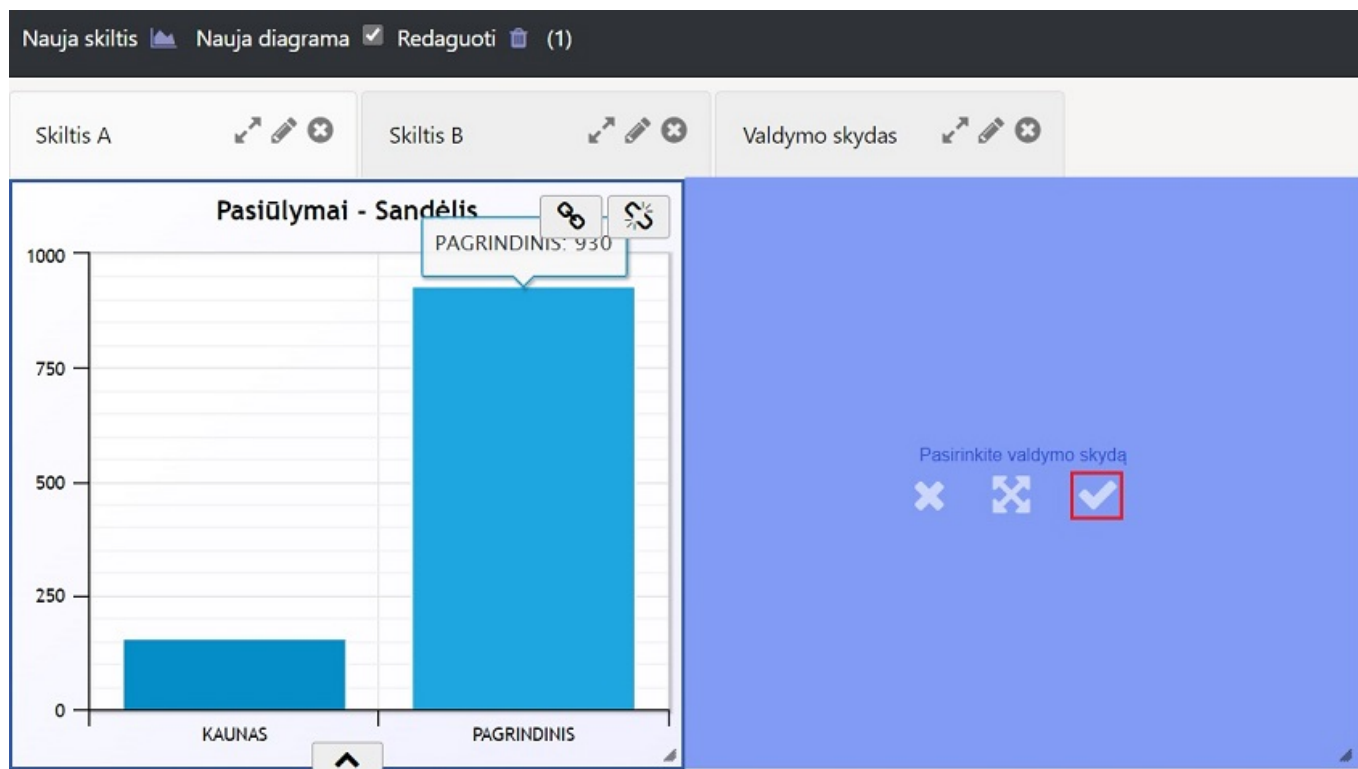 Nauja skiltis Nauja diagrama Redaguoti (1)
Skiltis A Skiltis B Valdymo skydas
Pasiūlymai - Sandėlis
PAGRINDINIS: 930
1000
750
500
250
0
KAUNAS PAGRINDINIS
Pasirinkite valdymo skydą